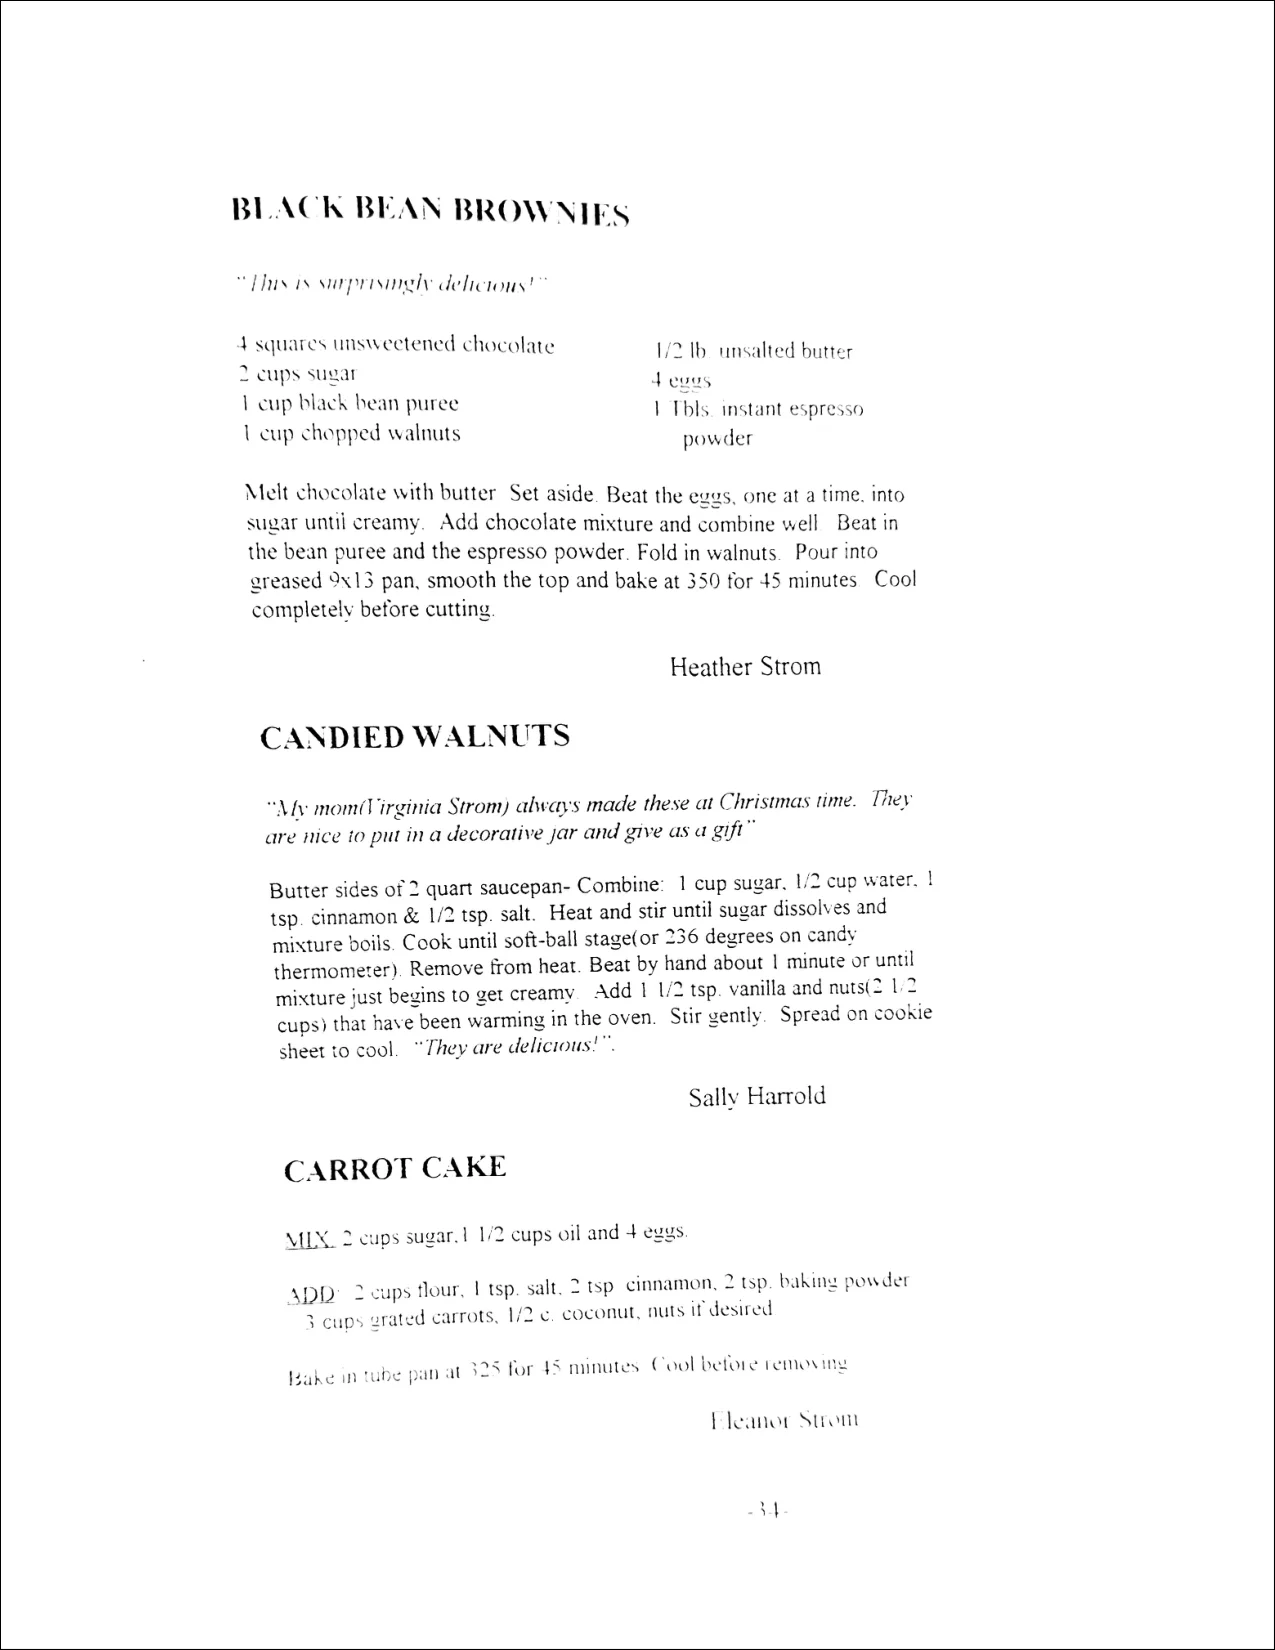 BLACK BEAN BROWNIES
"This is surprisingly delicious!"
4 squares unsweetened chocolate
2 cups sugar
1 cup black bean puree
1 cup chopped walnuts
1/2 lb unsalted butter
4 eggs
1 Tbls. instant espresso
powder
Melt chocolate with butter Set aside. Beat the eggs, one at a time, into
sugar until creamy. Add chocolate mixture and combine well Beat in
the bean puree and the espresso powder. Fold in walnuts. Pour into
greased 9x13 pan, smooth the top and bake at 350 for 45 minutes Cool
completely before cutting.
Heather Strom
CANDIED WALNUTS
"My mom(Virginia Strom) always made these at Christmas time. They
are nice to put in a decorative jar and give as a gift"
Butter sides of 2 quart saucepan- Combine: 1 cup sugar, 1/2 cup water, 1
tsp. cinnamon & 1/2 tsp. salt. Heat and stir until sugar dissolves and
mixture boils. Cook until soft-ball stage(or 236 degrees on candy
thermometer). Remove from heat. Beat by hand about 1 minute or until
mixture just begins to get creamy. Add 1 1/2 tsp. vanilla and nuts(2 1/2
cups) that have been warming in the oven. Stir gently. Spread on cookie
sheet to cool. "They are delicious!".
Sally Harrold
CARROT CAKE
MIX 2 cups sugar,1 1/2 cups oil and 4 eggs.
ADD: 2 cups flour, 1 tsp. salt, 2 tsp cinnamon, 2 tsp. baking powder
3 cups grated carrots, 1/2 c. coconut, nuts if desired
Bake in tube pan at 325 for 45 minutes Cool before removing
Eleanor Strom
-34-